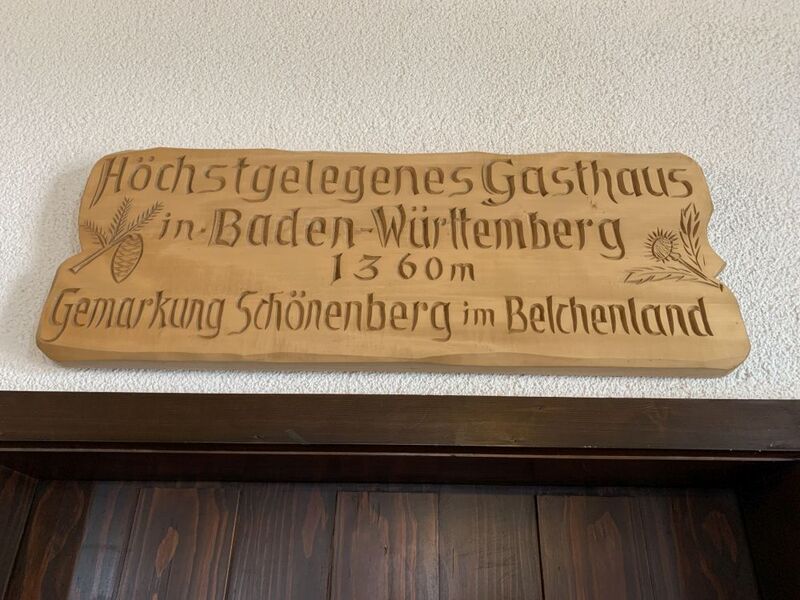 Höchstgelegenes Gasthaus
in Baden-Württemberg
1360m
Gemarkung Schönenberg im Belchenland